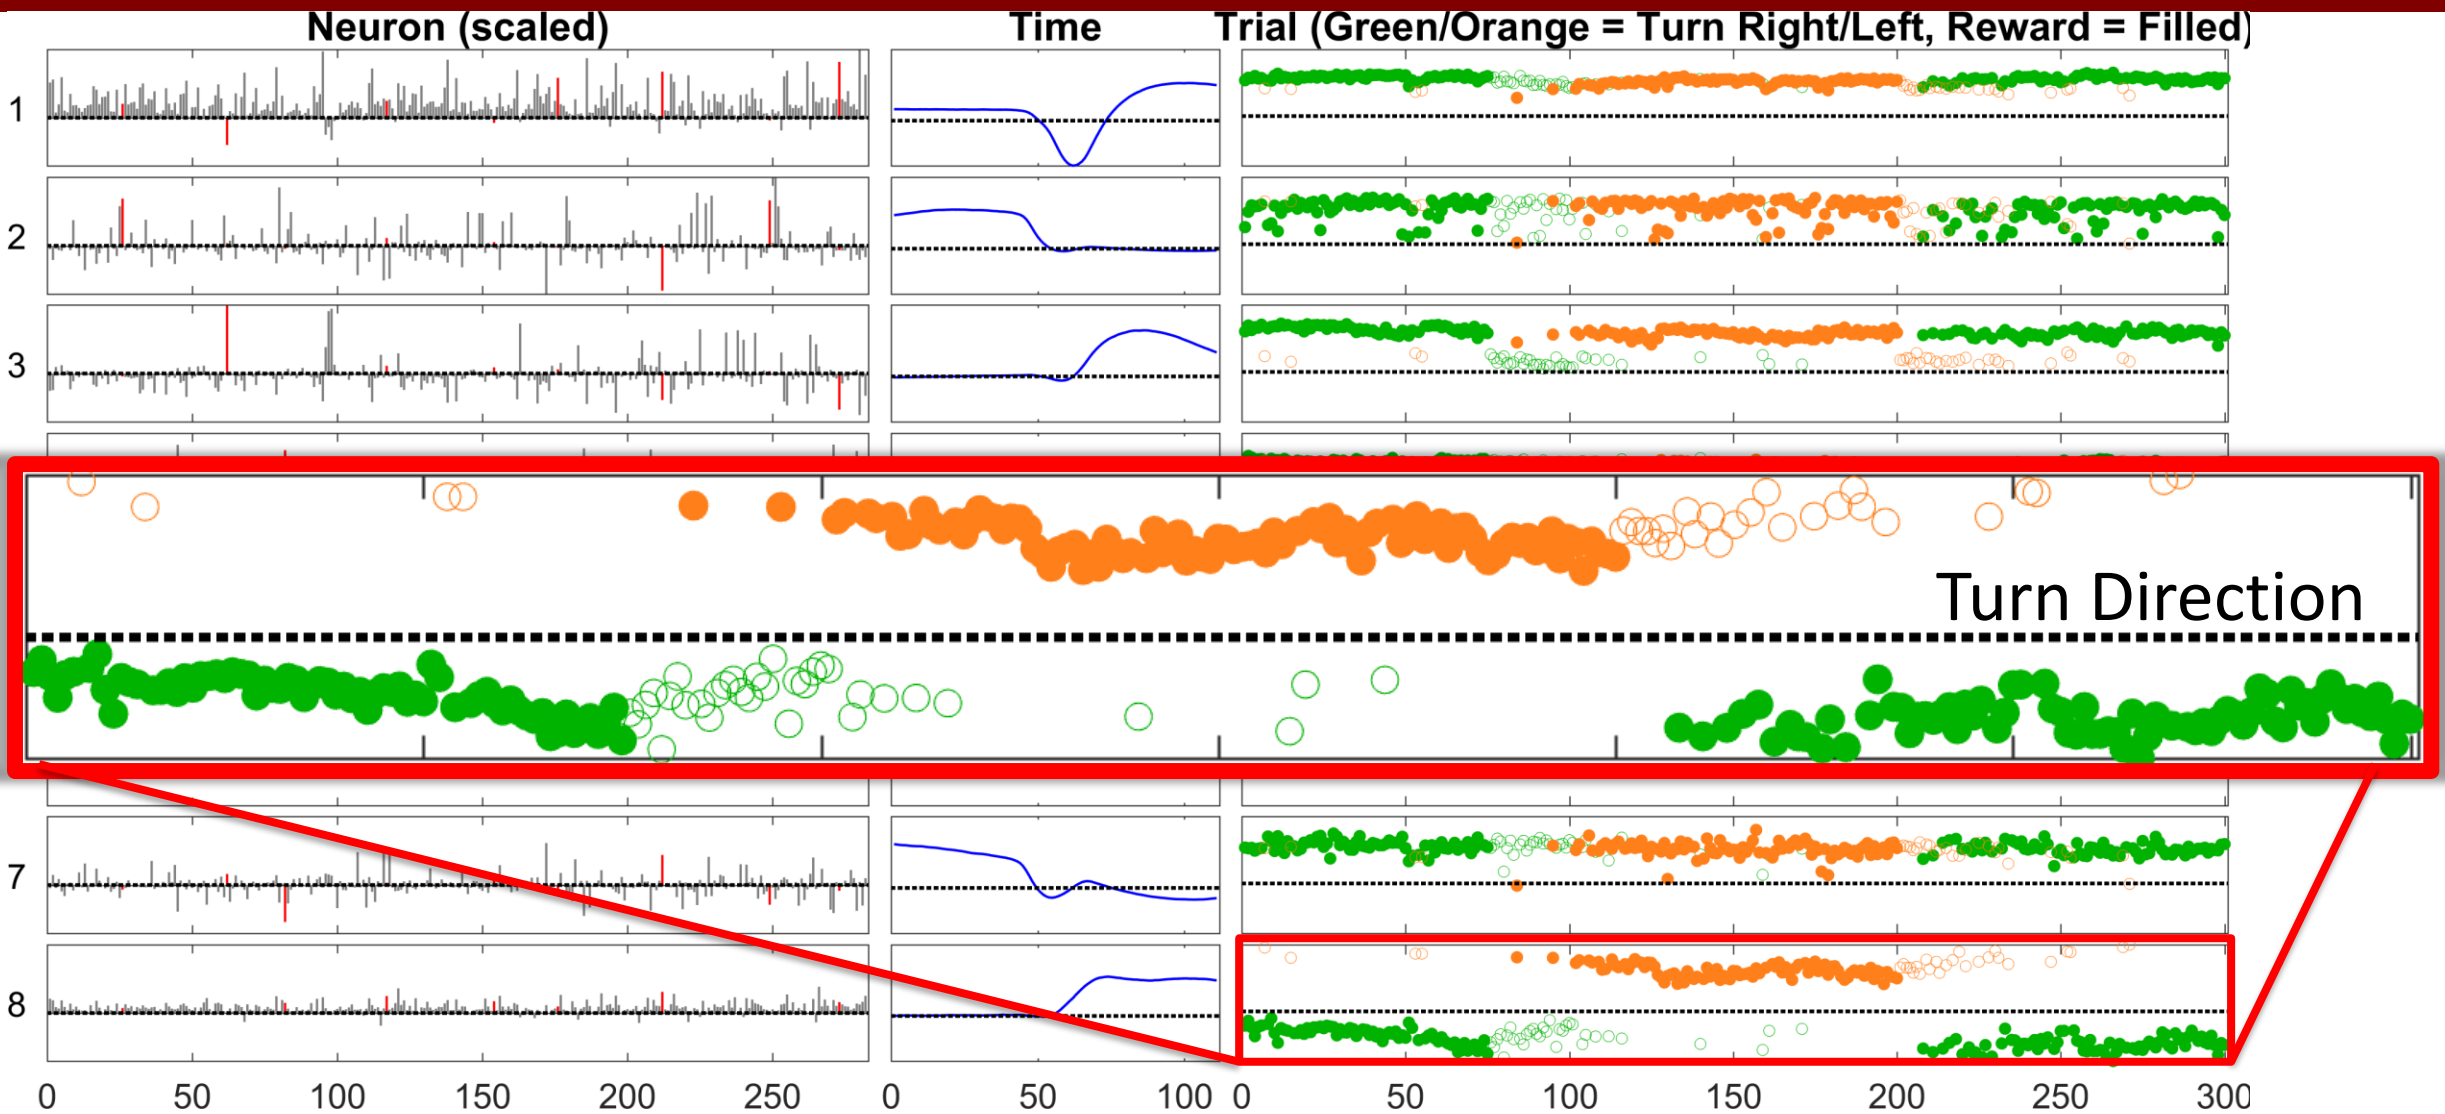 Neuron (scaled) Time Trial (Green/Orange = Turn Right/Left, Reward = Filled)
1
2
3
Turn Direction
7
8
0 50 100 150 200 250 0 50 100 0 50 100 150 200 250 300